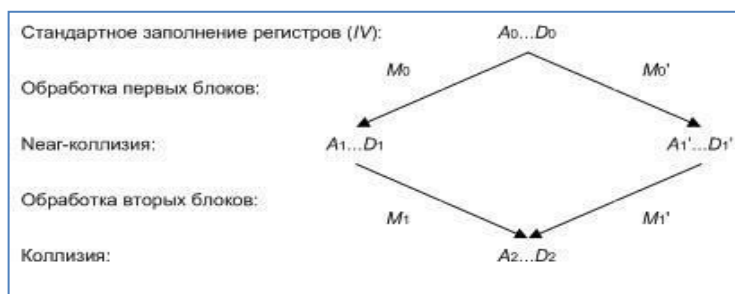 Стандартное заполнение регистров (IV): A0...D0
M0 M0'
Обработка первых блоков:
Near-коллизия: A1...D1 A1'...D1'
Обработка вторых блоков:
M1 M1'
Коллизия: A2...D2